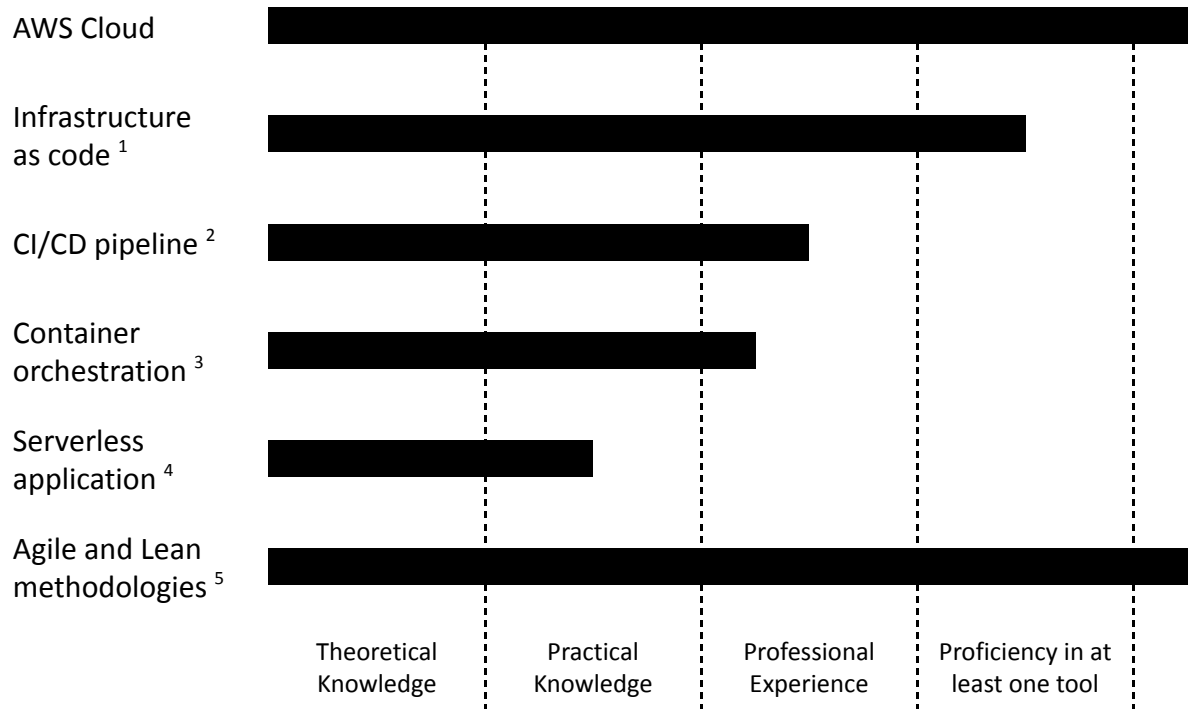 AWS Cloud
Infrastructure
as code ¹
CI/CD pipeline ²
Container
orchestration ³
Serverless
application ⁴
Agile and Lean
methodologies ⁵
Theoretical
Knowledge
Practical
Knowledge
Professional
Experience
Proficiency in at
least one tool